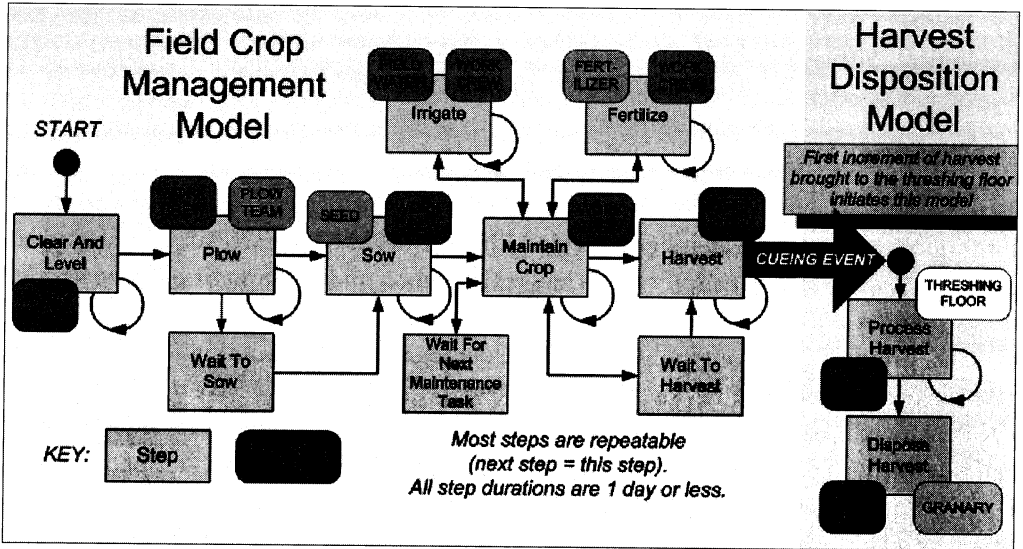 Field Crop
Management
Model
START
Harvest
Disposition
Model
First increment of harvest
brought to the threshing floor
initiates this model
Irrigate
FERT-
ILIZER
Fertilize
Clear And
Level
PLOW
TEAM
Plow
SEED
Sow
Maintain
Crop
Harvest
CUEING EVENT
THRESHING
FLOOR
Process
Harvest
Wait To
Sow
Wait For
Next
Maintenance
Task
Wait To
Harvest
Dispose
Harvest
GRANARY
KEY:
Step
Most steps are repeatable
(next step = this step).
All step durations are 1 day or less.